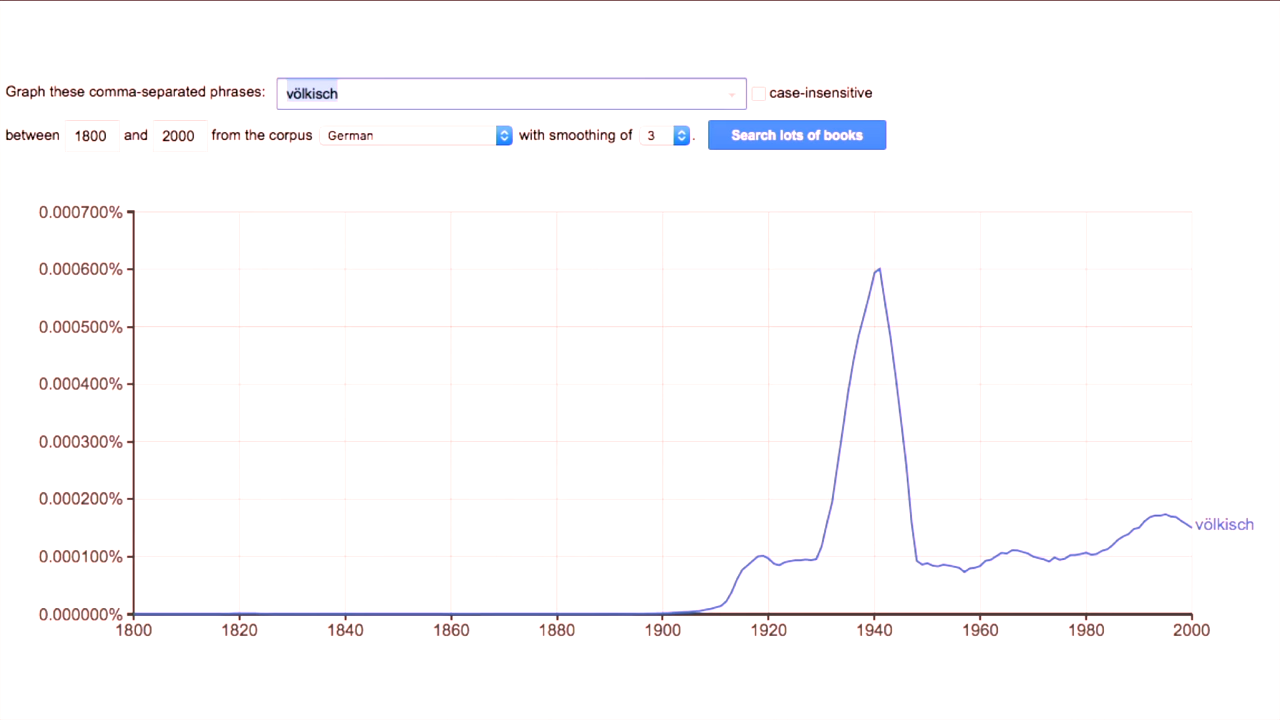 Graph these comma-separated phrases: völkisch case-insensitive
between 1800 and 2000 from the corpus German with smoothing of 3 . Search lots of books
0.000700%
0.000600%
0.000500%
0.000400%
0.000300%
0.000200%
völkisch
0.000100%
0.000000%
1800 1820 1840 1860 1880 1900 1920 1940 1960 1980 2000